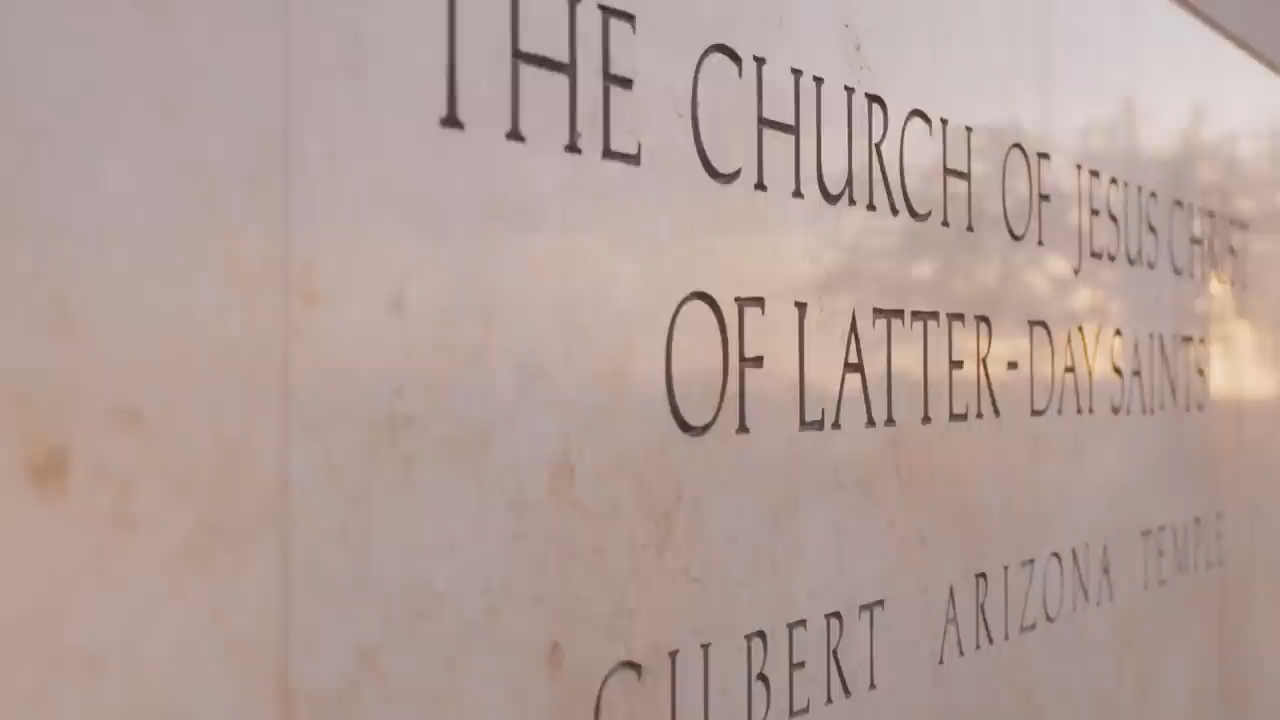 THE CHURCH OF JESUS CHRIST
OF LATTER-DAY SAINTS
GILBERT ARIZONA TEMPLE